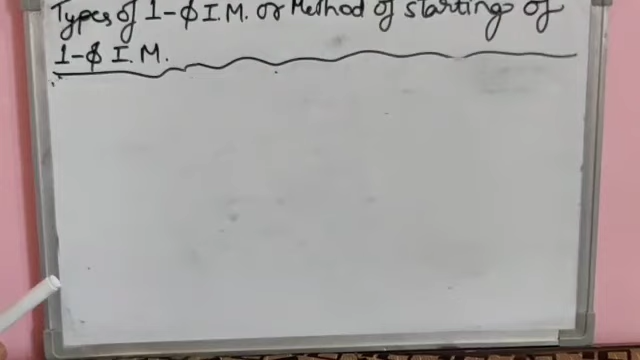 Types of 1-ϕ I.M. or Method of starting of
1-ϕ I.M.